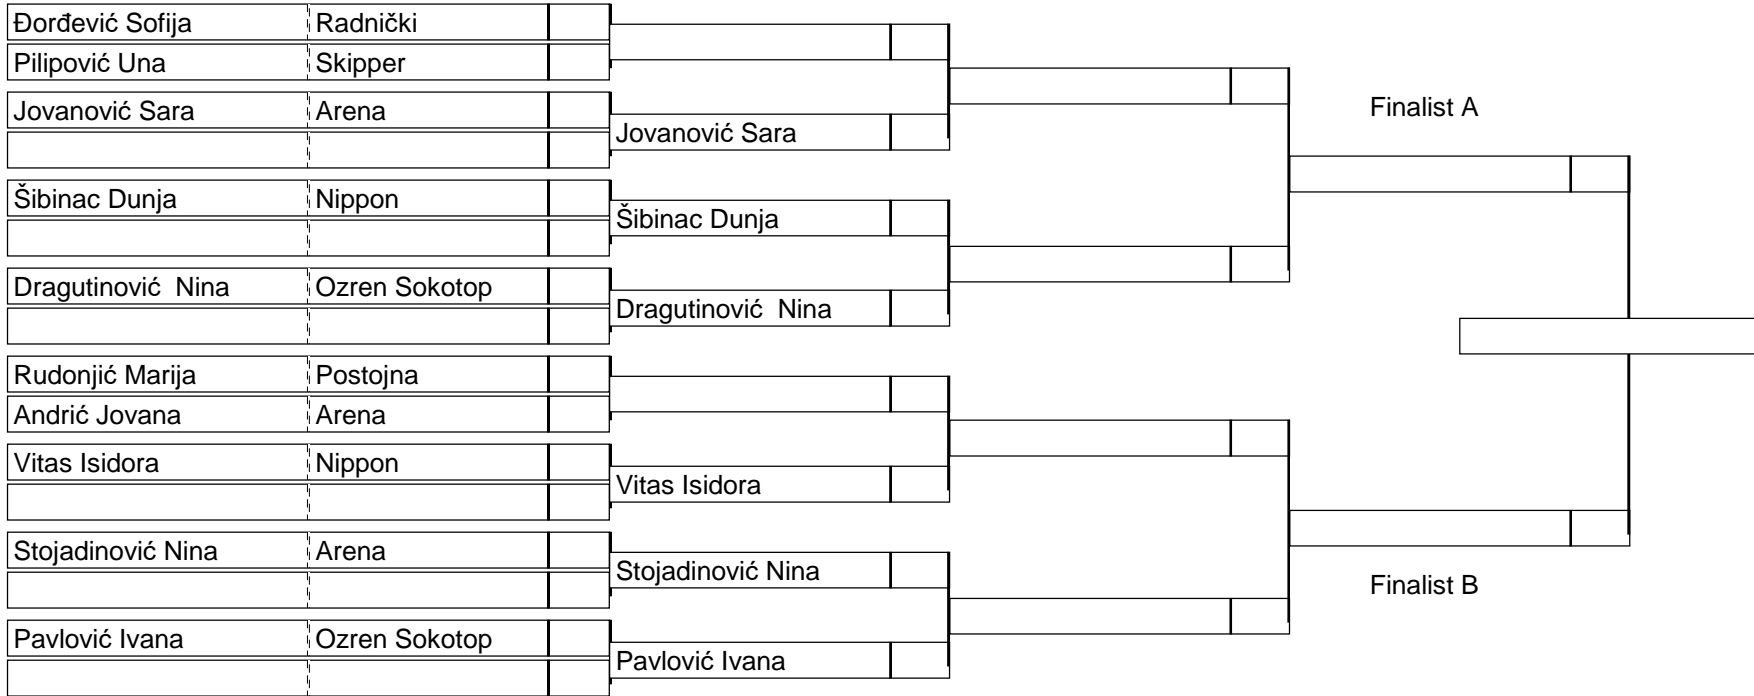 Đorđević Sofija Radnički
Pilipović Una Skipper
Jovanović Sara Arena
Jovanović Sara
Šibinac Dunja Nippon
Šibinac Dunja
Dragutinović  Nina Ozren Sokotop
Dragutinović  Nina
Rudonjić Marija Postojna
Andrić Jovana Arena
Vitas Isidora Nippon
Vitas Isidora
Stojadinović Nina Arena
Stojadinović Nina
Pavlović Ivana Ozren Sokotop
Pavlović Ivana
Finalist A
Finalist B